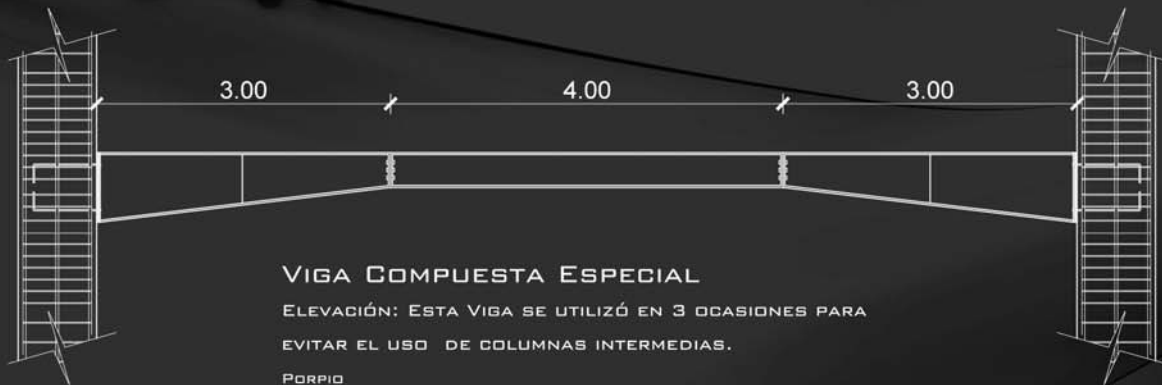 3.00 4.00 3.00
VIGA COMPUESTA ESPECIAL
ELEVACIÓN: ESTA VIGA SE UTILIZÓ EN 3 OCASIONES PARA
EVITAR EL USO DE COLUMNAS INTERMEDIAS.
PORPIO